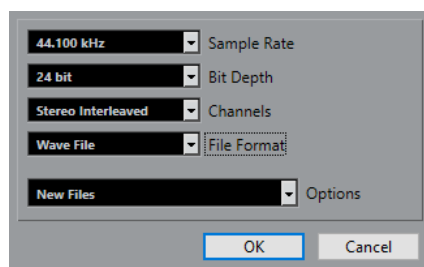 44.100 kHz Sample Rate
24 bit Bit Depth
Stereo Interleaved Channels
Wave File File Format
New Files Options
OK Cancel